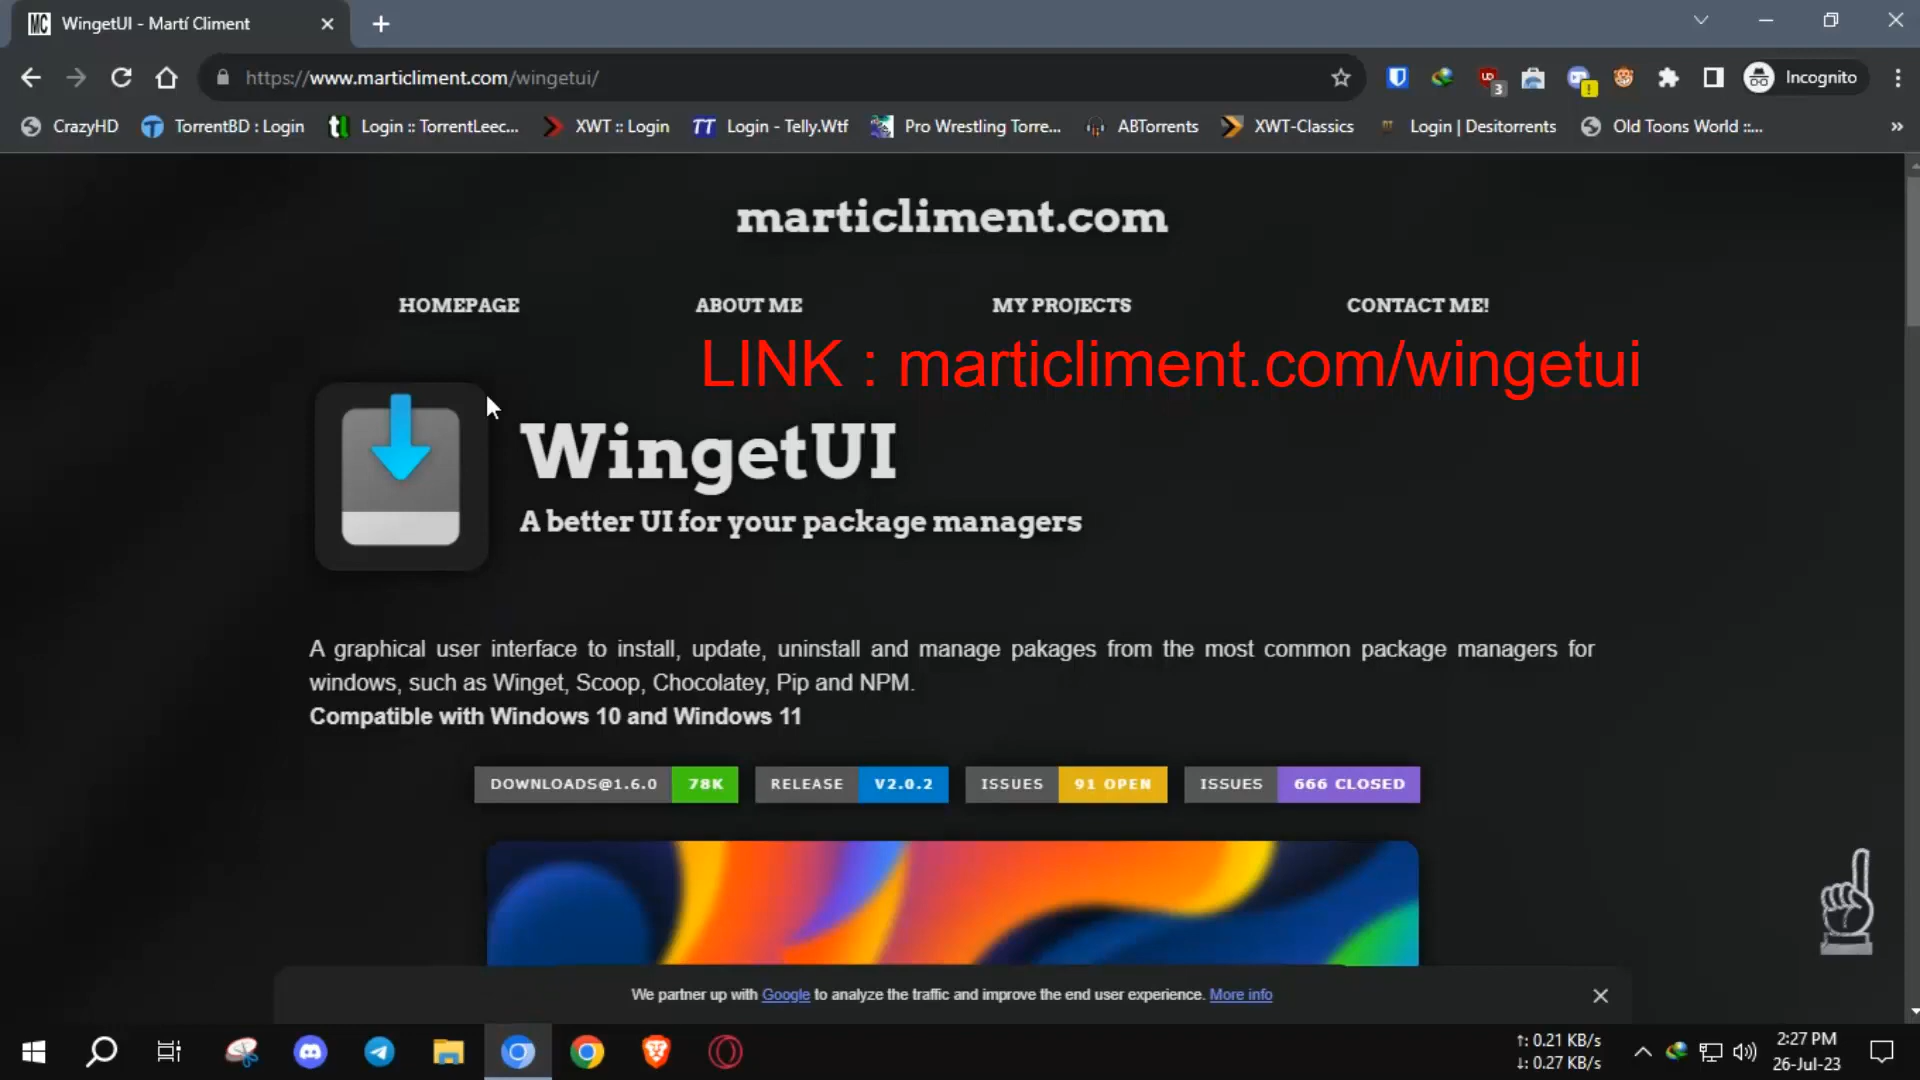 WingetUI - Martí Climent
https://www.marticliment.com/wingetui/
Incognito
CrazyHD
TorrentBD : Login
Login :: TorrentLeec...
XWT :: Login
Login - Telly.Wtf
Pro Wrestling Torre...
ABTorrents
XWT-Classics
Login | Desitorrents
Old Toons World ::...
marticliment.com
HOMEPAGE
ABOUT ME
MY PROJECTS
CONTACT ME!
LINK : marticliment.com/wingetui
WingetUI
A better UI for your package managers
A graphical user interface to install, update, uninstall and manage pakages from the most common package managers for
windows, such as Winget, Scoop, Chocolatey, Pip and NPM.
Compatible with Windows 10 and Windows 11
DOWNLOADS@1.6.0 78K
RELEASE V2.0.2
ISSUES 91 OPEN
ISSUES 666 CLOSED
We partner up with Google to analyze the traffic and improve the end user experience. More info
↑: 0.21 KB/s
↓: 0.27 KB/s
2:27 PM
26-Jul-23